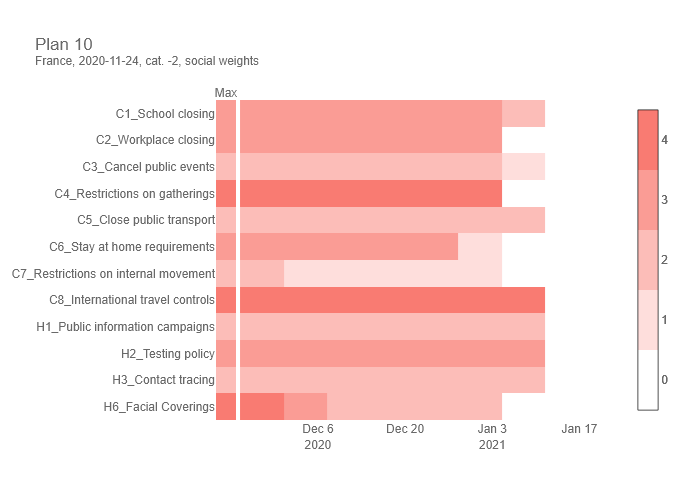 Plan 10
France, 2020-11-24, cat. -2, social weights
Max
C1_School closing
C2_Workplace closing
C3_Cancel public events
C4_Restrictions on gatherings
C5_Close public transport
C6_Stay at home requirements
C7_Restrictions on internal movement
C8_International travel controls
H1_Public information campaigns
H2_Testing policy
H3_Contact tracing
H6_Facial Coverings
Dec 6 Dec 20 Jan 3 Jan 17
2020 2021
4
3
2
1
0